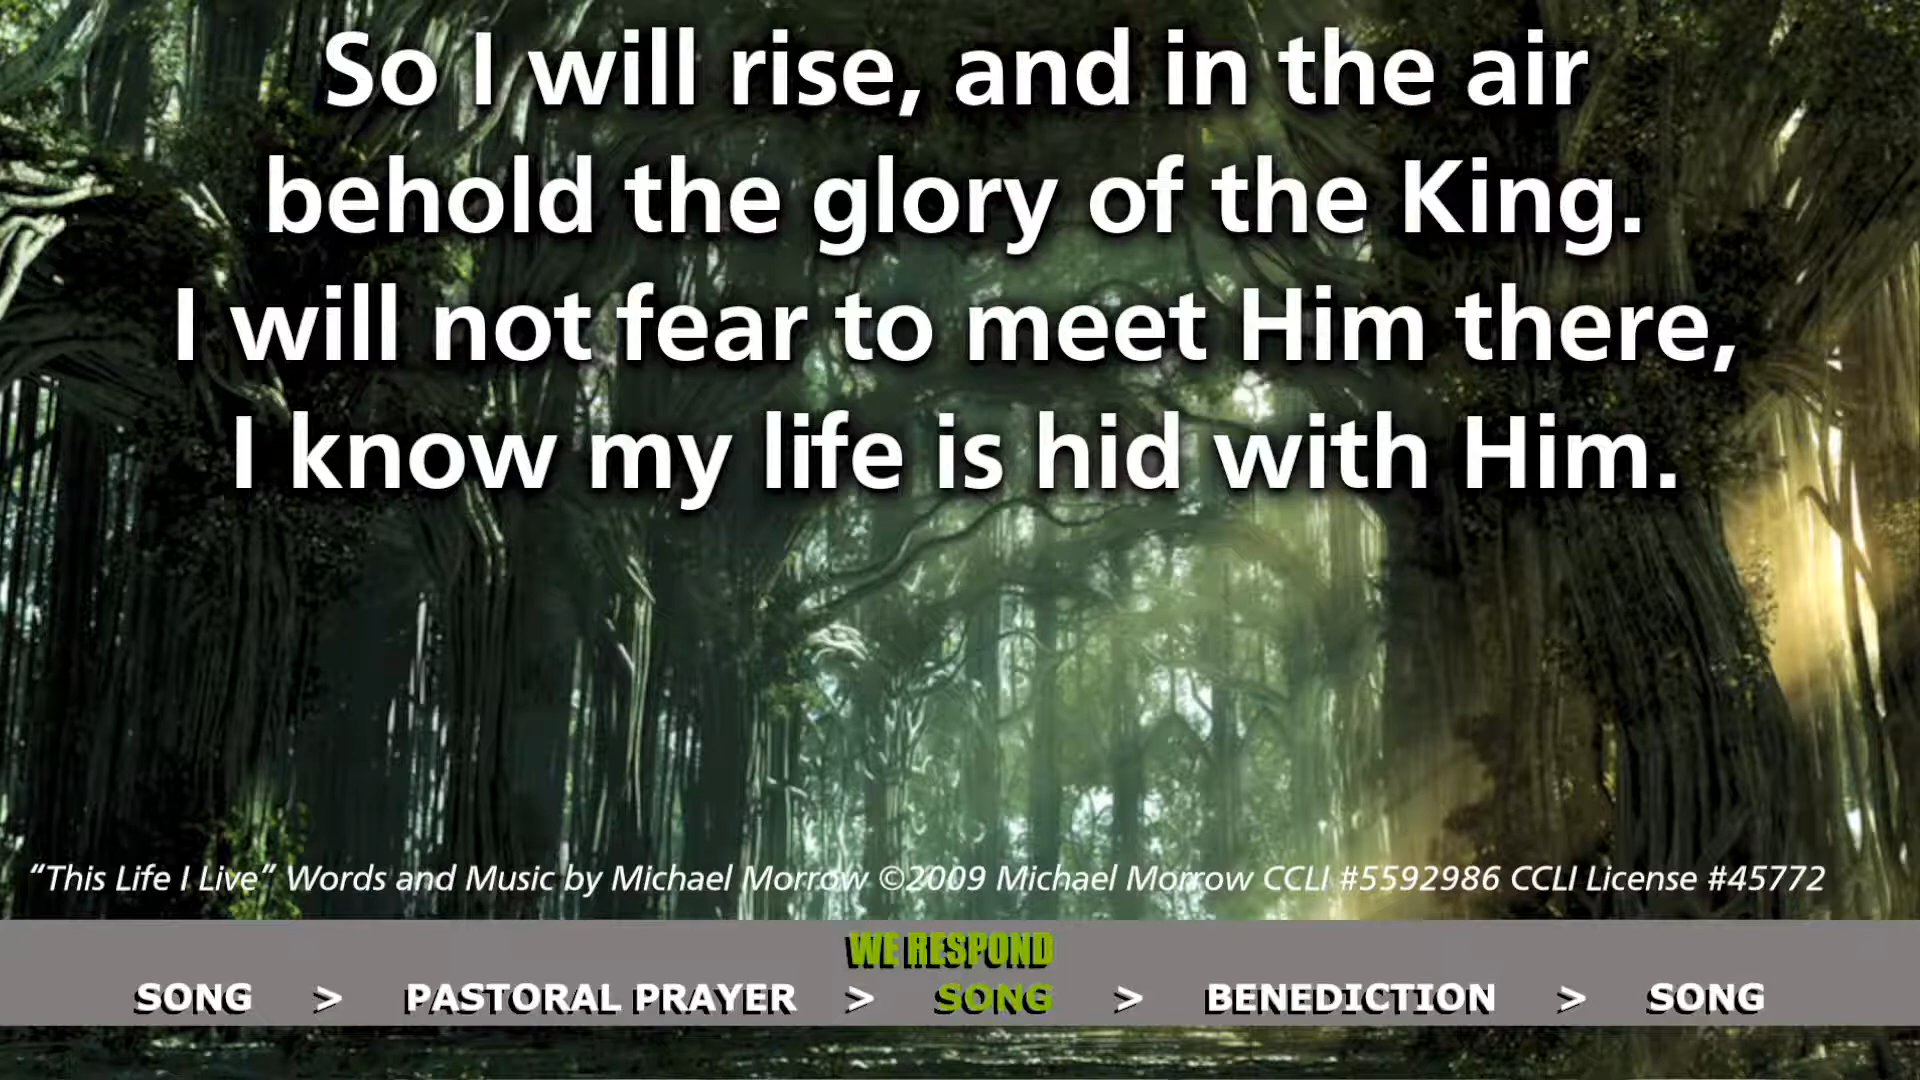 So I will rise, and in the air
behold the glory of the King.
I will not fear to meet Him there,
I know my life is hid with Him.
“This Life I Live” Words and Music by Michael Morrow ©2009 Michael Morrow CCLI #5592986 CCLI License #45772
WE RESPOND
SONG > PASTORAL PRAYER > SONG > BENEDICTION > SONG